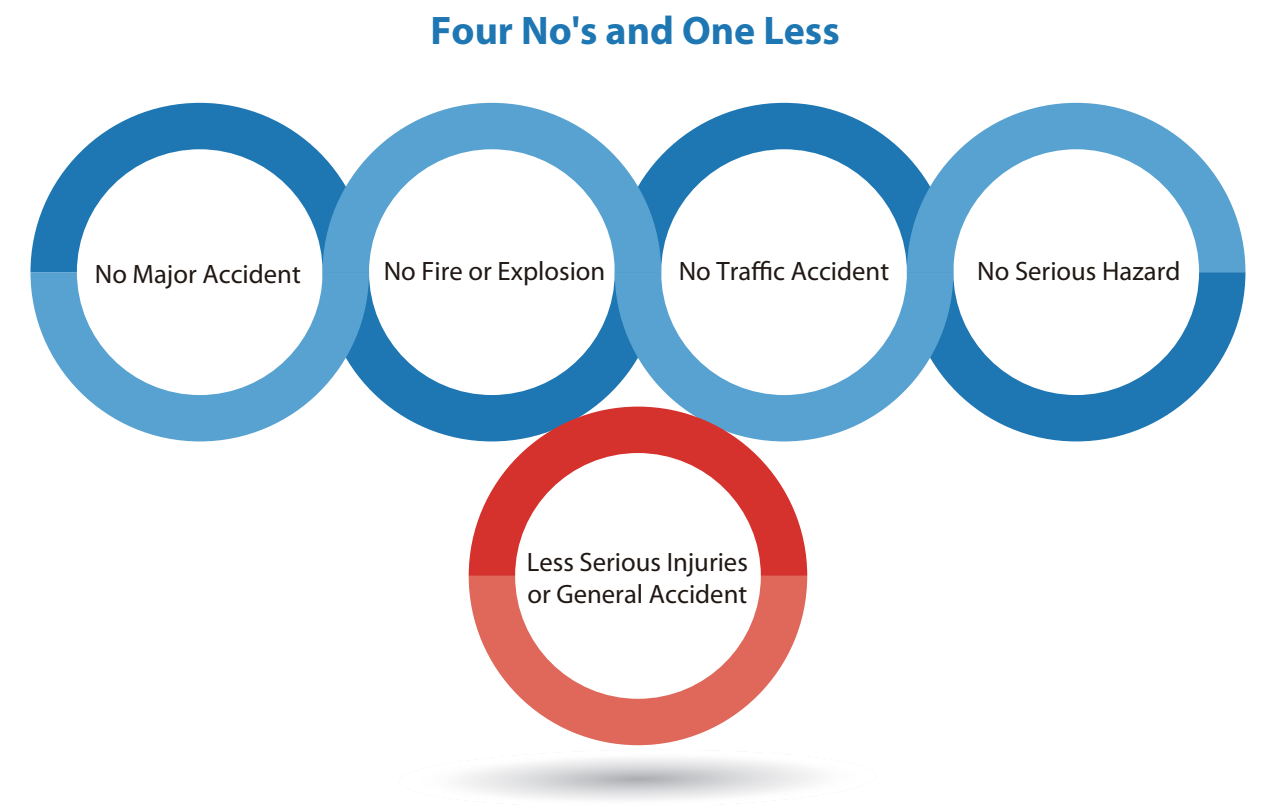 Four No's and One Less
No Major Accident
No Fire or Explosion
No Traffic Accident
No Serious Hazard
Less Serious Injuries
or General Accident